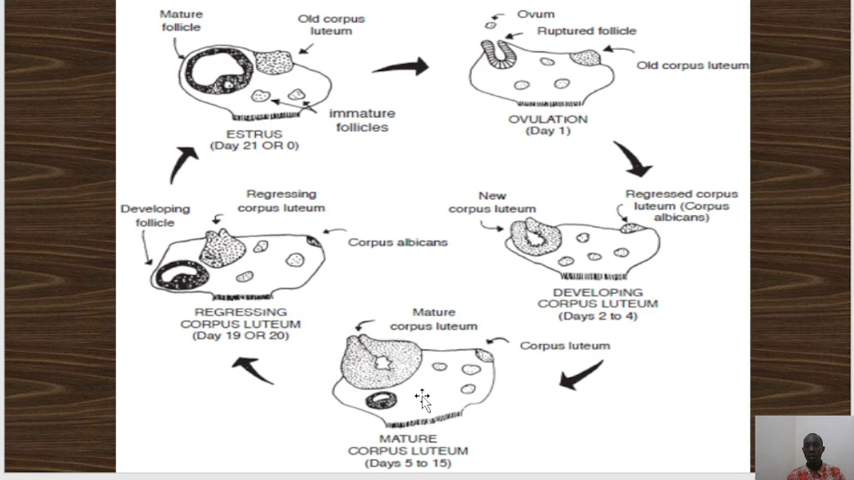 Mature
follicle
Old corpus
luteum
immature
follicles
ESTRUS
(Day 21 OR 0)
Ovum
Ruptured follicle
Old corpus luteum
OVULATION
(Day 1)
New
corpus luteum
Regressed corpus
luteum (Corpus
albicans)
DEVELOPING
CORPUS LUTEUM
(Days 2 to 4)
Mature
corpus luteum
Corpus luteum
MATURE
CORPUS LUTEUM
(Days 5 to 15)
Developing
follicle
Regressing
corpus luteum
Corpus albicans
REGRESSING
CORPUS LUTEUM
(Day 19 OR 20)